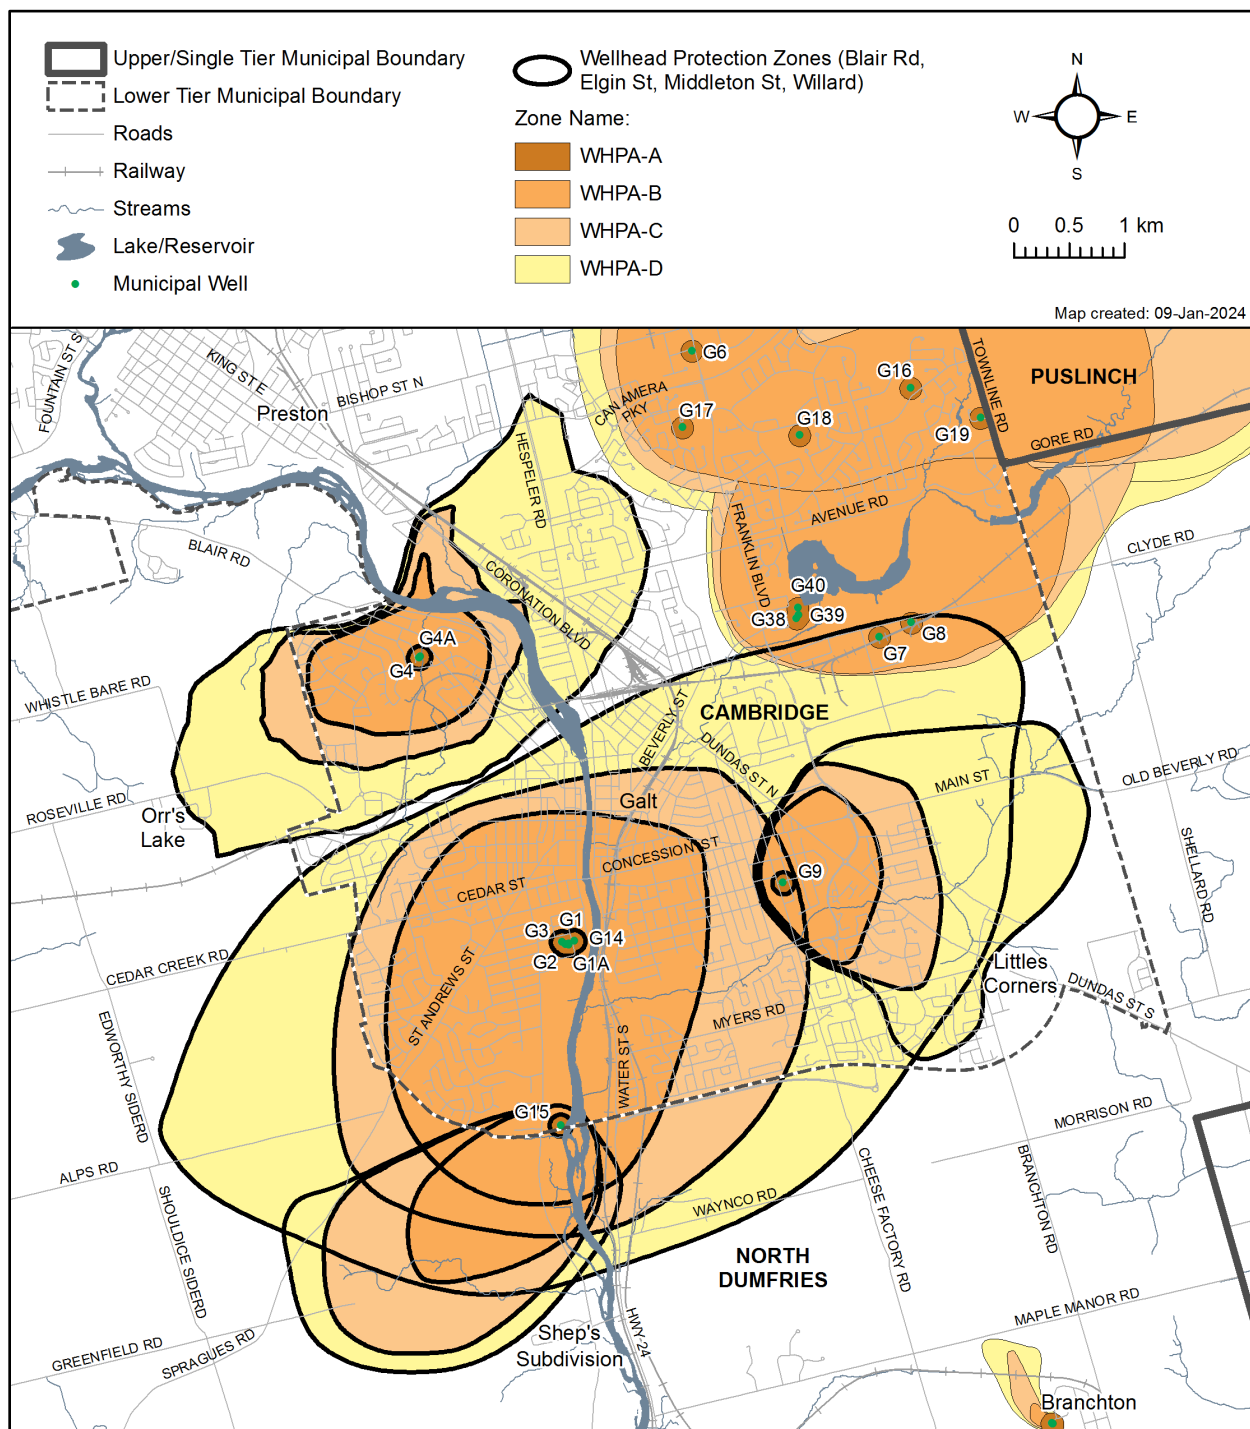 Upper/Single Tier Municipal Boundary
Lower Tier Municipal Boundary
Roads
Railway
Streams
Lake/Reservoir
Municipal Well
Wellhead Protection Zones (Blair Rd,
Elgin St, Middleton St, Willard)
Zone Name:
WHPA-A
WHPA-B
WHPA-C
WHPA-D
N
W
E
S
0 0.5 1 km
Map created: 09-Jan-2024
FOUNTAIN ST S
KING ST E
BISHOP ST N
Preston
HESPELER RD
CAN AMERA
PKY
G6
G17
G18
G16
G19
TOWNLINE RD
PUSLINCH
GORE RD
AVENUE RD
FRANKLIN BLVD
CLYDE RD
BLAIR RD
CORONATION BLVD
G40
G38
G39
G8
G7
G4A
G4
WHISTLE BARE RD
CAMBRIDGE
BEVERLY ST
DUNDAS ST N
MAIN ST
OLD BEVERLY RD
ROSEVILLE RD
Orr's
Lake
Galt
CONCESSION ST
CEDAR ST
G9
SHELLARD RD
G1
G3
G14
G2
G1A
CEDAR CREEK RD
ST ANDREWS ST
Littles
Corners
DUNDAS ST S
MYERS RD
EDWORTHY SIDERD
WATER ST S
G15
MORRISON RD
ALPS RD
SHOULDICE SIDERD
CHEESE FACTORY RD
BRANCHTON RD
WAYNCO RD
NORTH
DUMFRIES
MAPLE MANOR RD
HWY-24
Shep's
Subdivision
GREENFIELD RD
SPRAGUES RD
Branchton